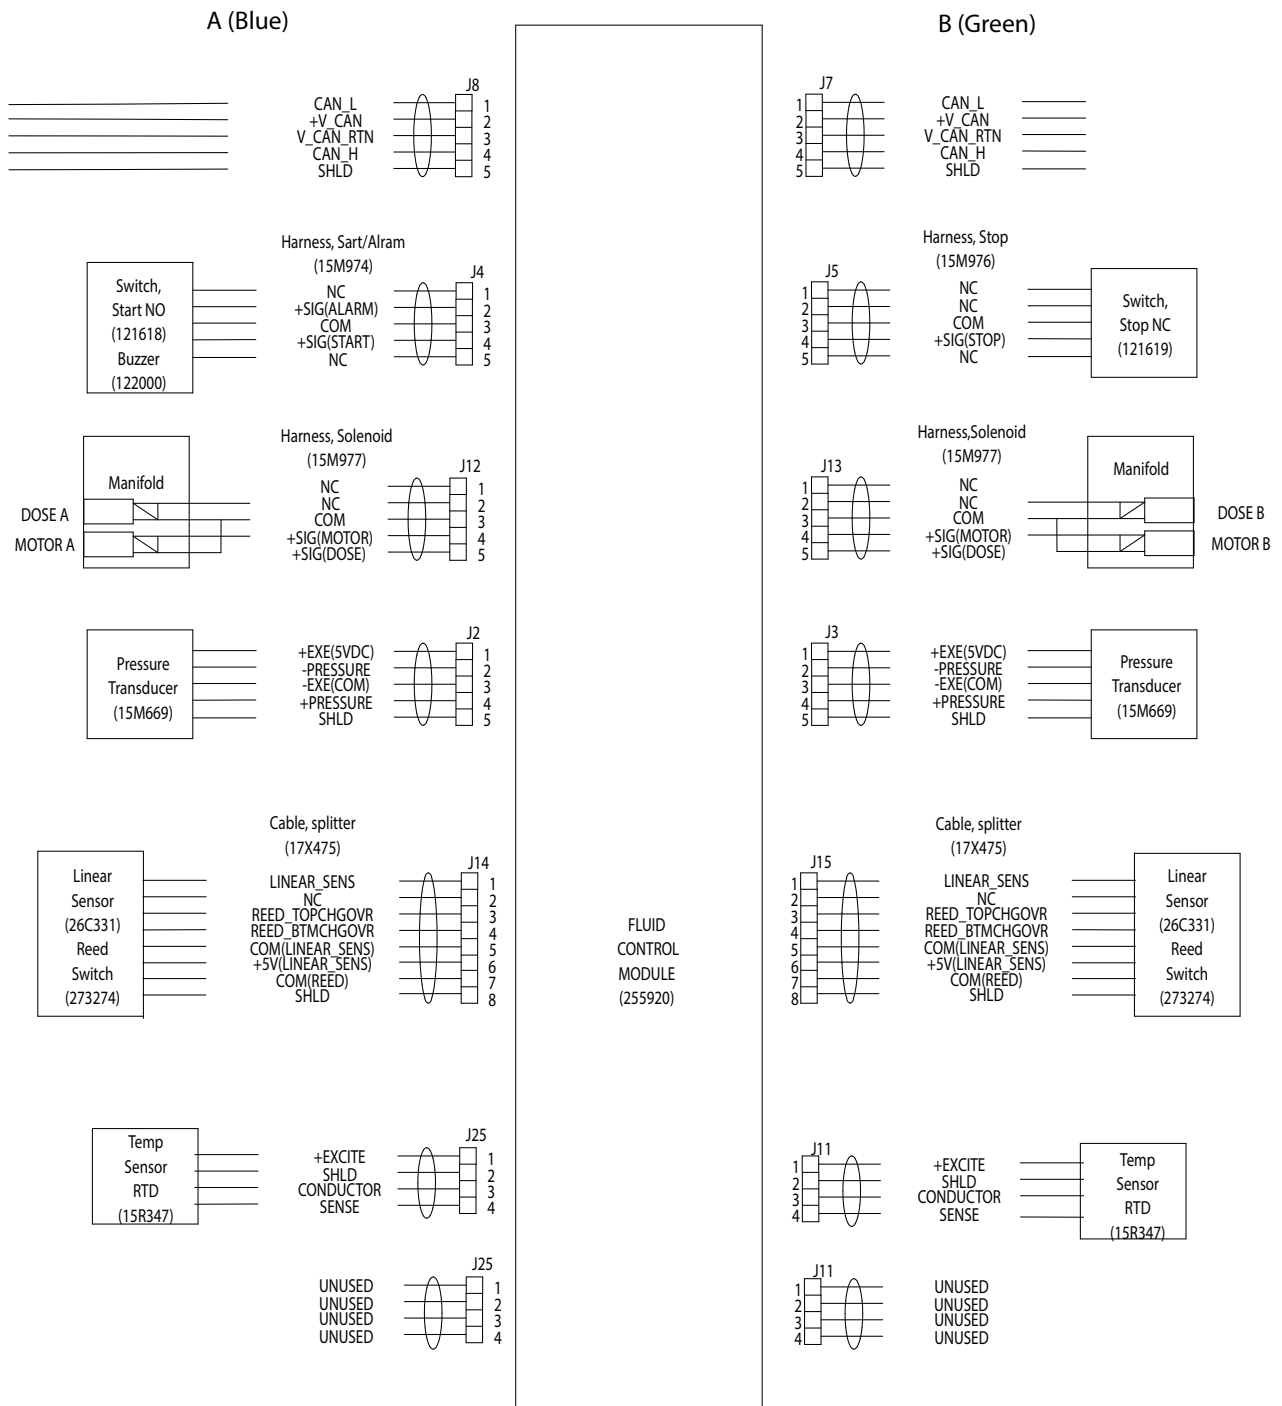 A (Blue)
J8
CAN_L 1
+V_CAN 2
V_CAN_RTN 3
CAN_H 4
SHLD 5
Harness, Sart/Alram
(15M974)
J4
Switch,
Start NO
(121618)
Buzzer
(122000)
NC 1
+SIG(ALARM) 2
COM 3
+SIG(START) 4
NC 5
Harness, Solenoid
(15M977)
J12
Manifold
DOSE A
MOTOR A
NC 1
NC 2
COM 3
+SIG(MOTOR) 4
+SIG(DOSE) 5
J2
Pressure
Transducer
(15M669)
+EXE(5VDC) 1
-PRESSURE 2
-EXE(COM) 3
+PRESSURE 4
SHLD 5
Cable, splitter
(17X475)
J14
Linear
Sensor
(26C331)
Reed
Switch
(273274)
LINEAR_SENS 1
NC 2
REED_TOPCHGOVR 3
REED_BTMCHGOVR 4
COM(LINEAR_SENS) 5
+5V(LINEAR_SENS) 6
COM(REED) 7
SHLD 8
J25
Temp
Sensor
RTD
(15R347)
+EXCITE 1
SHLD 2
CONDUCTOR 3
SENSE 4
J25
UNUSED 1
UNUSED 2
UNUSED 3
UNUSED 4
FLUID
CONTROL
MODULE
(255920)
B (Green)
J7
1 CAN_L
2 +V_CAN
3 V_CAN_RTN
4 CAN_H
5 SHLD
Harness, Stop
(15M976)
J5
1 NC
2 NC
3 COM
4 +SIG(STOP)
5 NC
Switch,
Stop NC
(121619)
Harness,Solenoid
(15M977)
J13
1 NC
2 NC
3 COM
4 +SIG(MOTOR)
5 +SIG(DOSE)
Manifold
DOSE B
MOTOR B
J3
1 +EXE(5VDC)
2 -PRESSURE
3 -EXE(COM)
4 +PRESSURE
5 SHLD
Pressure
Transducer
(15M669)
Cable, splitter
(17X475)
J15
1 LINEAR_SENS
2 NC
3 REED_TOPCHGOVR
4 REED_BTMCHGOVR
5 COM(LINEAR_SENS)
6 +5V(LINEAR_SENS)
7 COM(REED)
8 SHLD
Linear
Sensor
(26C331)
Reed
Switch
(273274)
J11
1 +EXCITE
2 SHLD
3 CONDUCTOR
4 SENSE
Temp
Sensor
RTD
(15R347)
J11
1 UNUSED
2 UNUSED
3 UNUSED
4 UNUSED